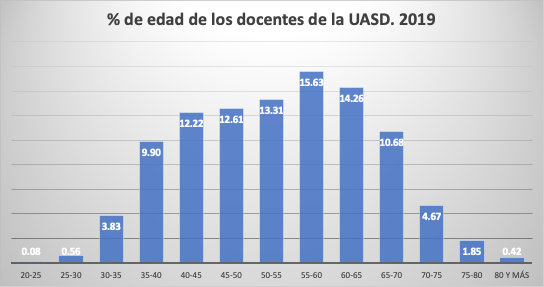 % de edad de los docentes de la UASD. 2019
0.08 0.56 3.83 9.90 12.22 12.61 13.31 15.63 14.26 10.68 4.67 1.85 0.42
20-25 25-30 30-35 35-40 40-45 45-50 50-55 55-60 60-65 65-70 70-75 75-80 80 Y MÁS